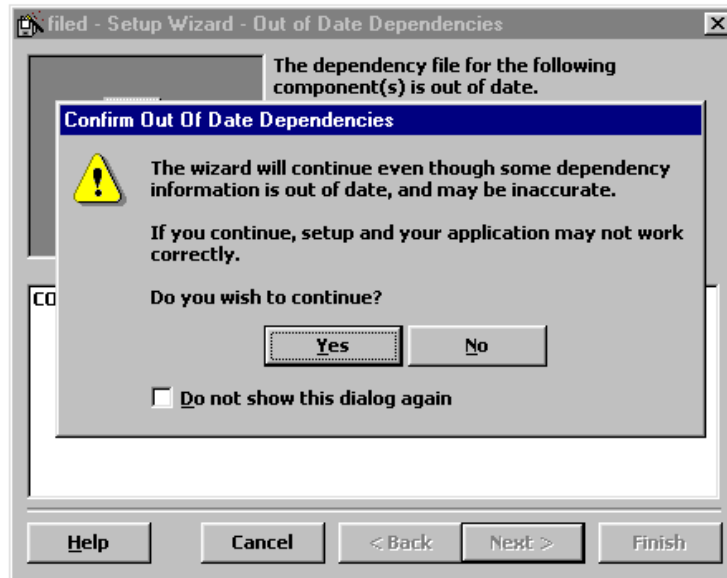 filed - Setup Wizard - Out of Date Dependencies
The dependency file for the following
component(s) is out of date.
Confirm Out Of Date Dependencies
The wizard will continue even though some dependency
information is out of date, and may be inaccurate.
If you continue, setup and your application may not work
correctly.
Do you wish to continue?
Yes
No
Do not show this dialog again
Help
Cancel
< Back
Next >
Finish